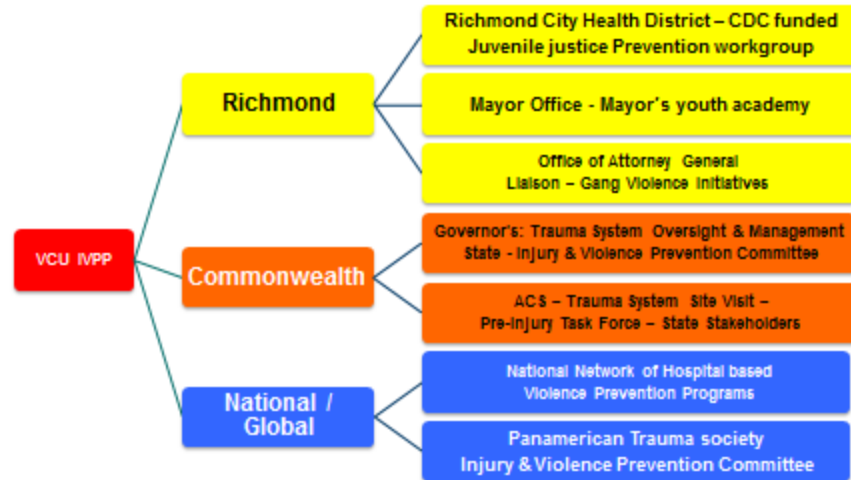 VCU IVPP
Richmond
Richmond City Health District – CDC funded
Juvenile justice Prevention workgroup
Mayor Office - Mayor's youth academy
Office of Attorney General
Liaison – Gang Violence Initiatives
Commonwealth
Governor's: Trauma System Oversight & Management
State - Injury & Violence Prevention Committee
ACS – Trauma System Site Visit –
Pre-Injury Task Force – State Stakeholders
National /
Global
National Network of Hospital based
Violence Prevention Programs
Panamerican Trauma society
Injury & Violence Prevention Committee